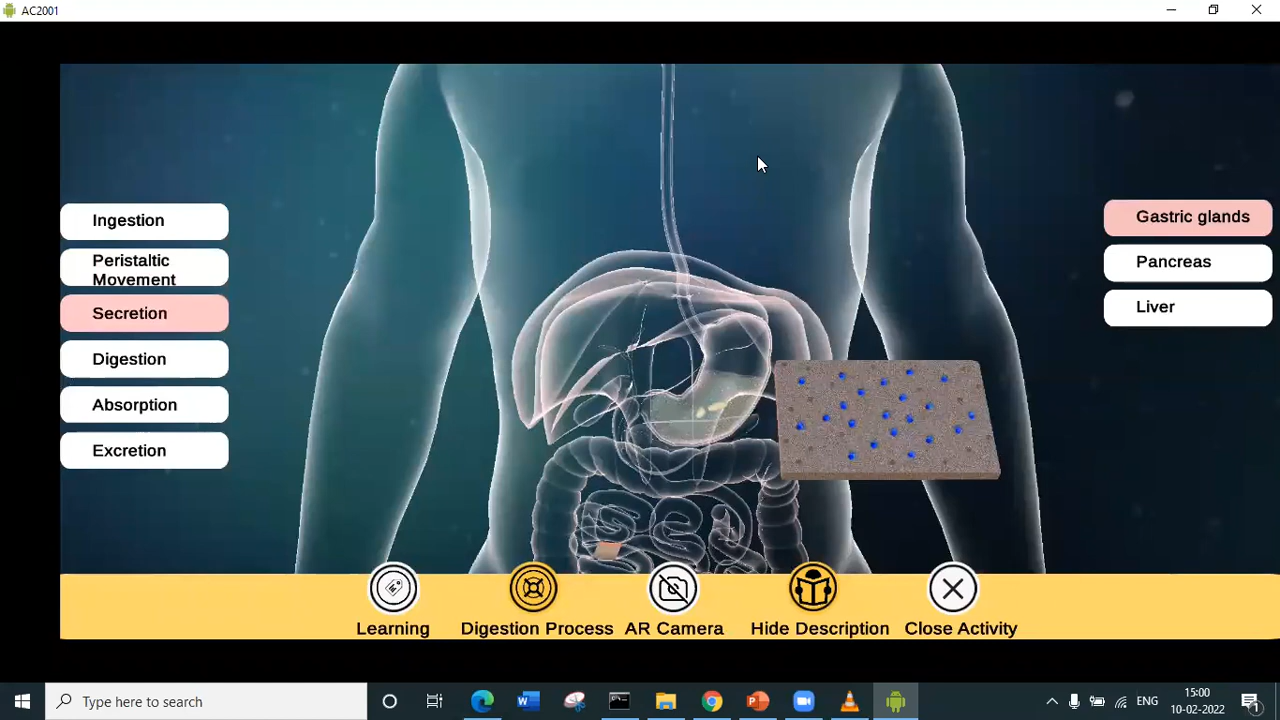 AC2001
Ingestion
Peristaltic
Movement
Secretion
Digestion
Absorption
Excretion
Gastric glands
Pancreas
Liver
Learning
Digestion Process
AR Camera
Hide Description
Close Activity
Type here to search
ENG
15:00
10-02-2022
1